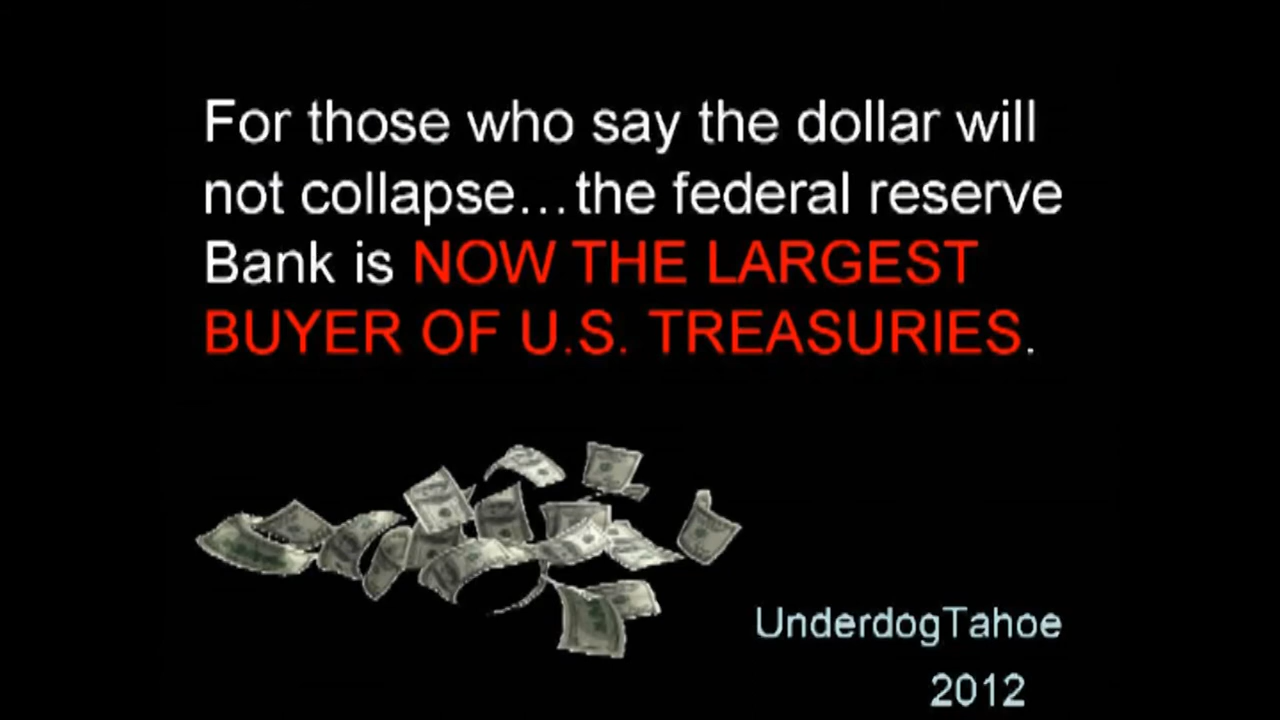 For those who say the dollar will
not collapse...the federal reserve
Bank is NOW THE LARGEST
BUYER OF U.S. TREASURIES.
UnderdogTahoe
2012